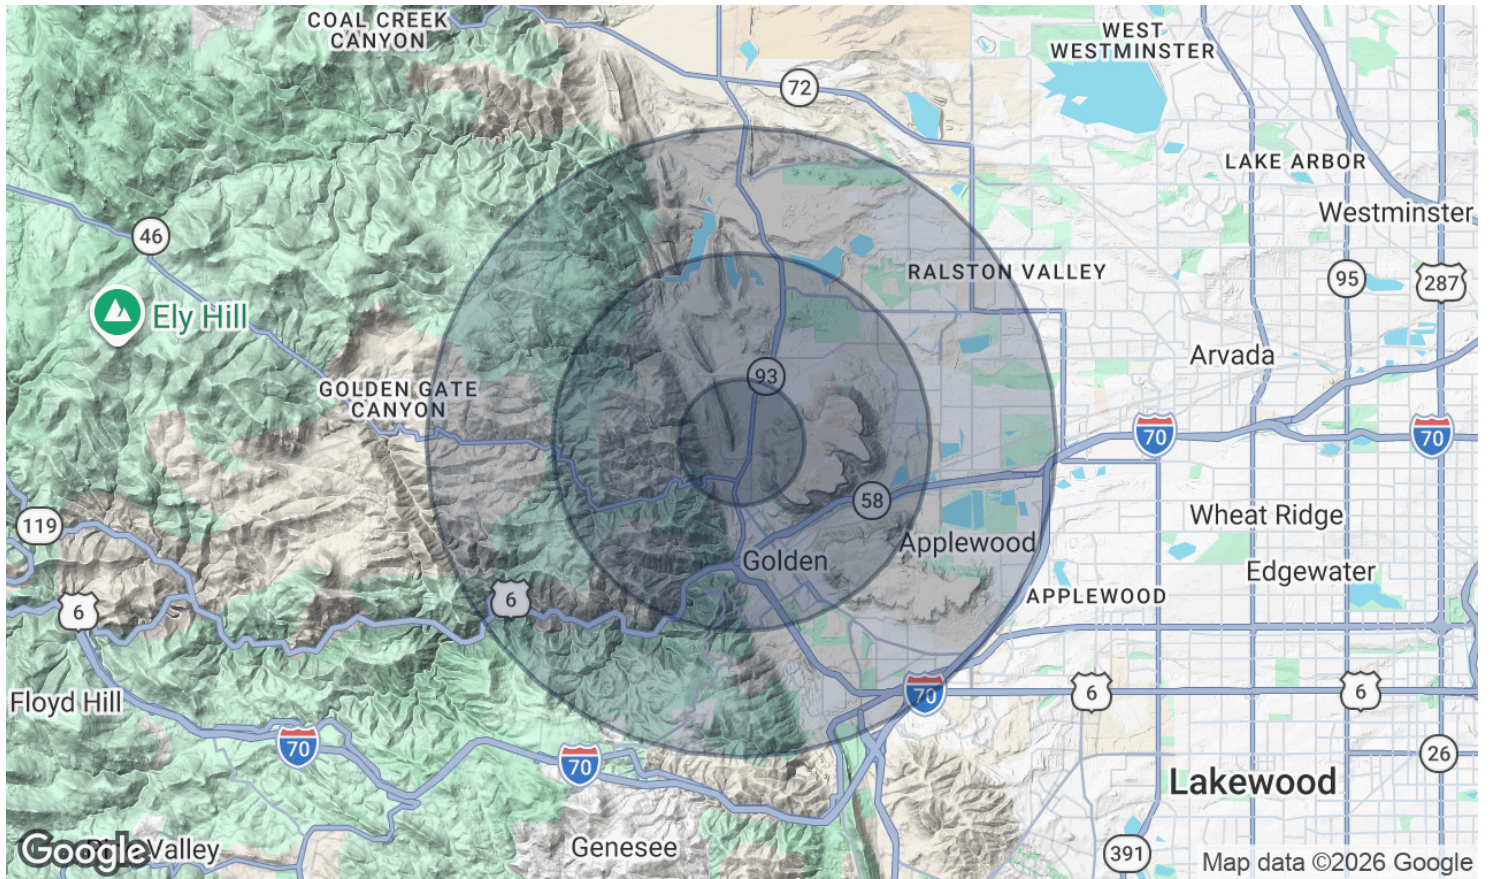 COAL CREEK
CANYON
WEST
WESTMINSTER
72
LAKE ARBOR
Westminster
46
RALSTON VALLEY
95
287
Ely Hill
Arvada
93
GOLDEN GATE
CANYON
70
70
58
119
Wheat Ridge
Applewood
Golden
Edgewater
6
6
APPLEWOOD
Floyd Hill
70
6
6
70
70
26
Lakewood
Google
Valley
Genesee
391
Map data ©2026 Google